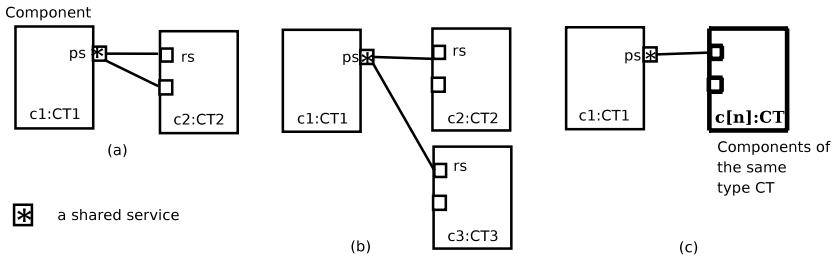 Component
ps
*
rs
c1:CT1
c2:CT2
(a)
* a shared service
ps
*
rs
c1:CT1
c2:CT2
rs
c3:CT3
(b)
ps
*
c1:CT1
c[n]:CT
Components of
the same
type CT
(c)